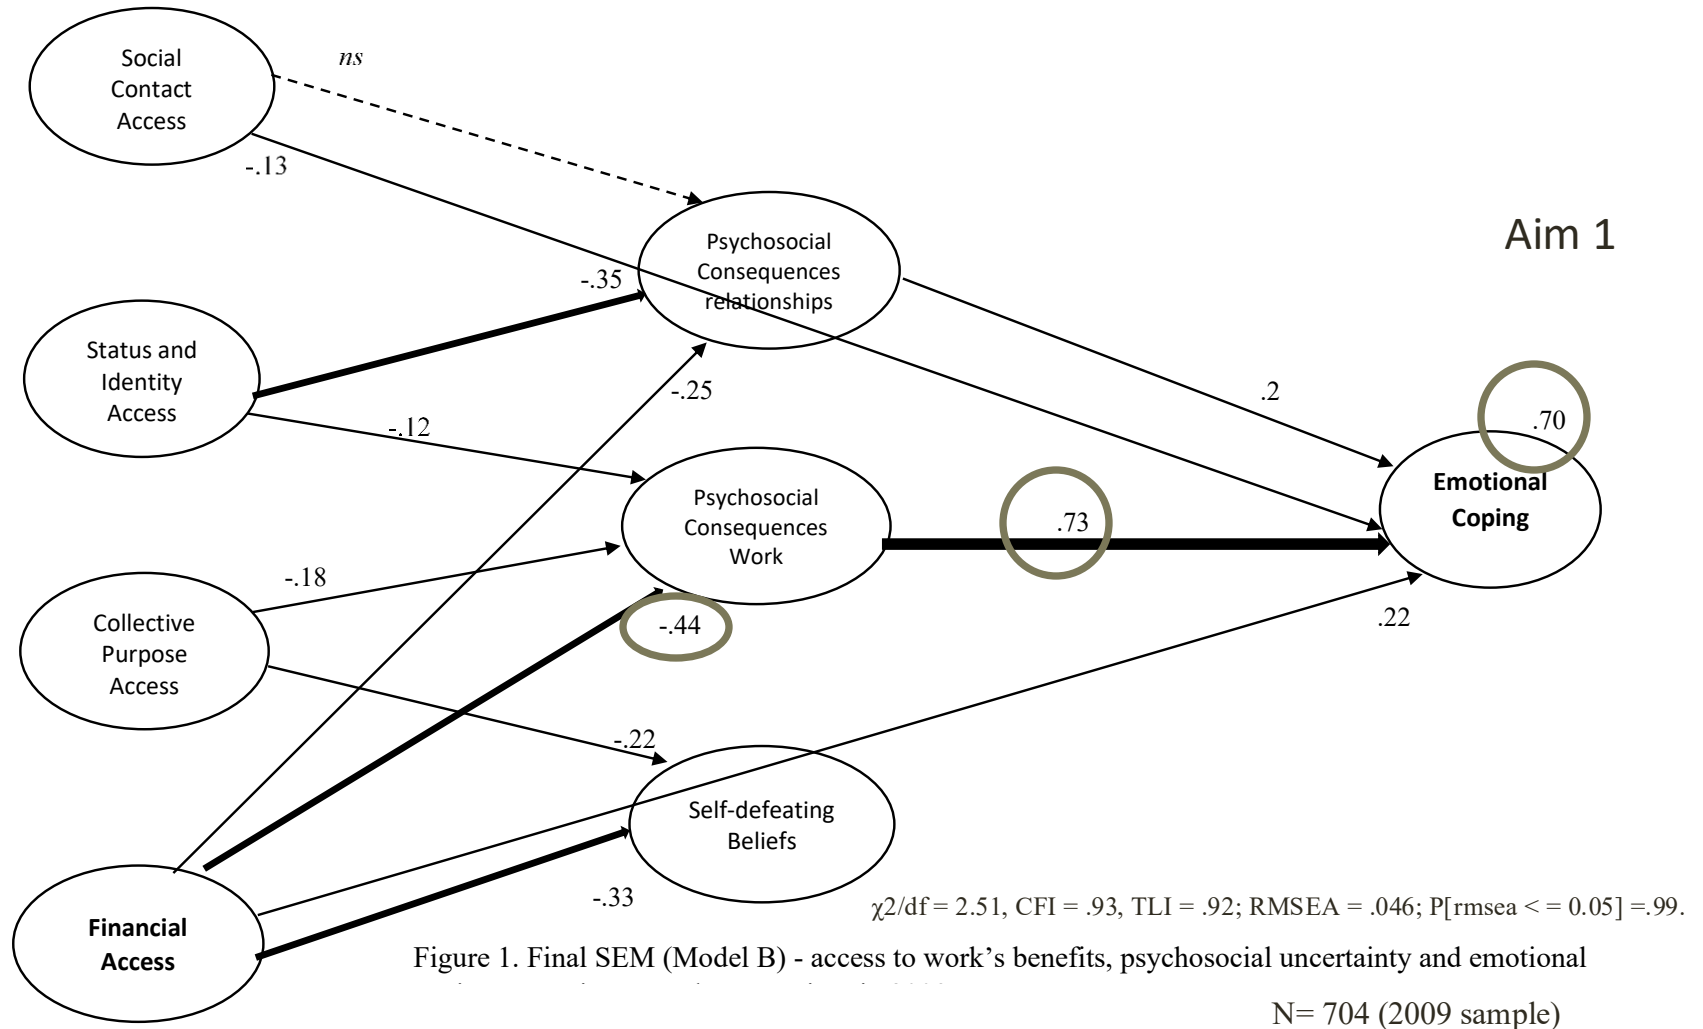 Social
Contact
Access
ns
-.13
Psychosocial
Consequences
relationships
Aim 1
-.35
Status and
Identity
Access
-.25
-.12
.2
.70
Emotional
Coping
Psychosocial
Consequences
Work
.73
-.18
-.44
.22
Collective
Purpose
Access
-.22
Self-defeating
Beliefs
-.33
Financial
Access
χ2/df = 2.51, CFI = .93, TLI = .92; RMSEA = .046; P[rmsea < = 0.05] =.99.
Figure 1. Final SEM (Model B) - access to work’s benefits, psychosocial uncertainty and emotional
N= 704 (2009 sample)